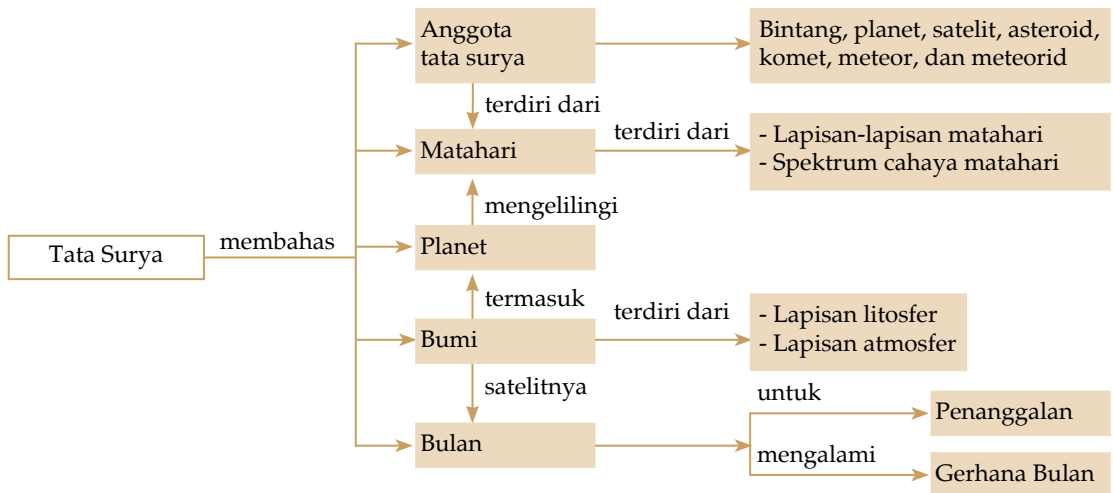 Anggota
tata surya
Bintang, planet, satelit, asteroid,
komet, meteor, dan meteorid
terdiri dari
Matahari
terdiri dari
- Lapisan-lapisan matahari
- Spektrum cahaya matahari
mengelilingi
Tata Surya
membahas
Planet
termasuk
Bumi
terdiri dari
- Lapisan litosfer
- Lapisan atmosfer
satelitnya
Bulan
untuk
Penanggalan
mengalami
Gerhana Bulan